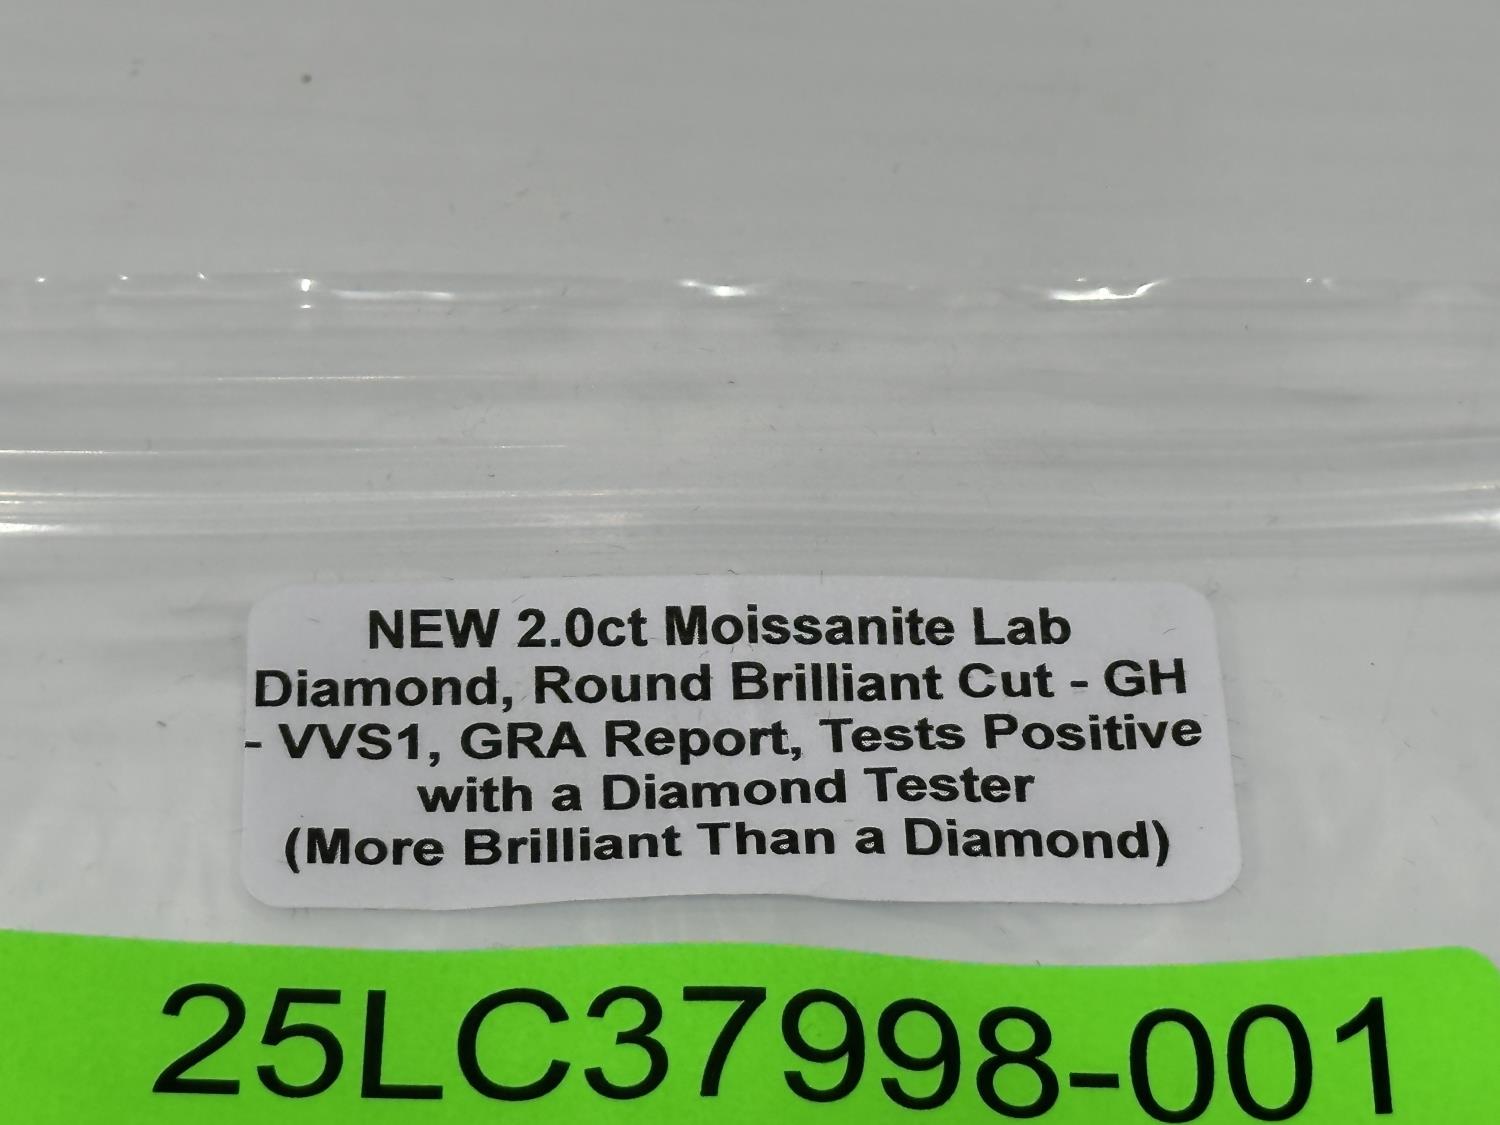 NEW 2.0ct Moissanite Lab
Diamond, Round Brilliant Cut - GH
- VVS1, GRA Report, Tests Positive
with a Diamond Tester
(More Brilliant Than a Diamond)
25LC37998-001